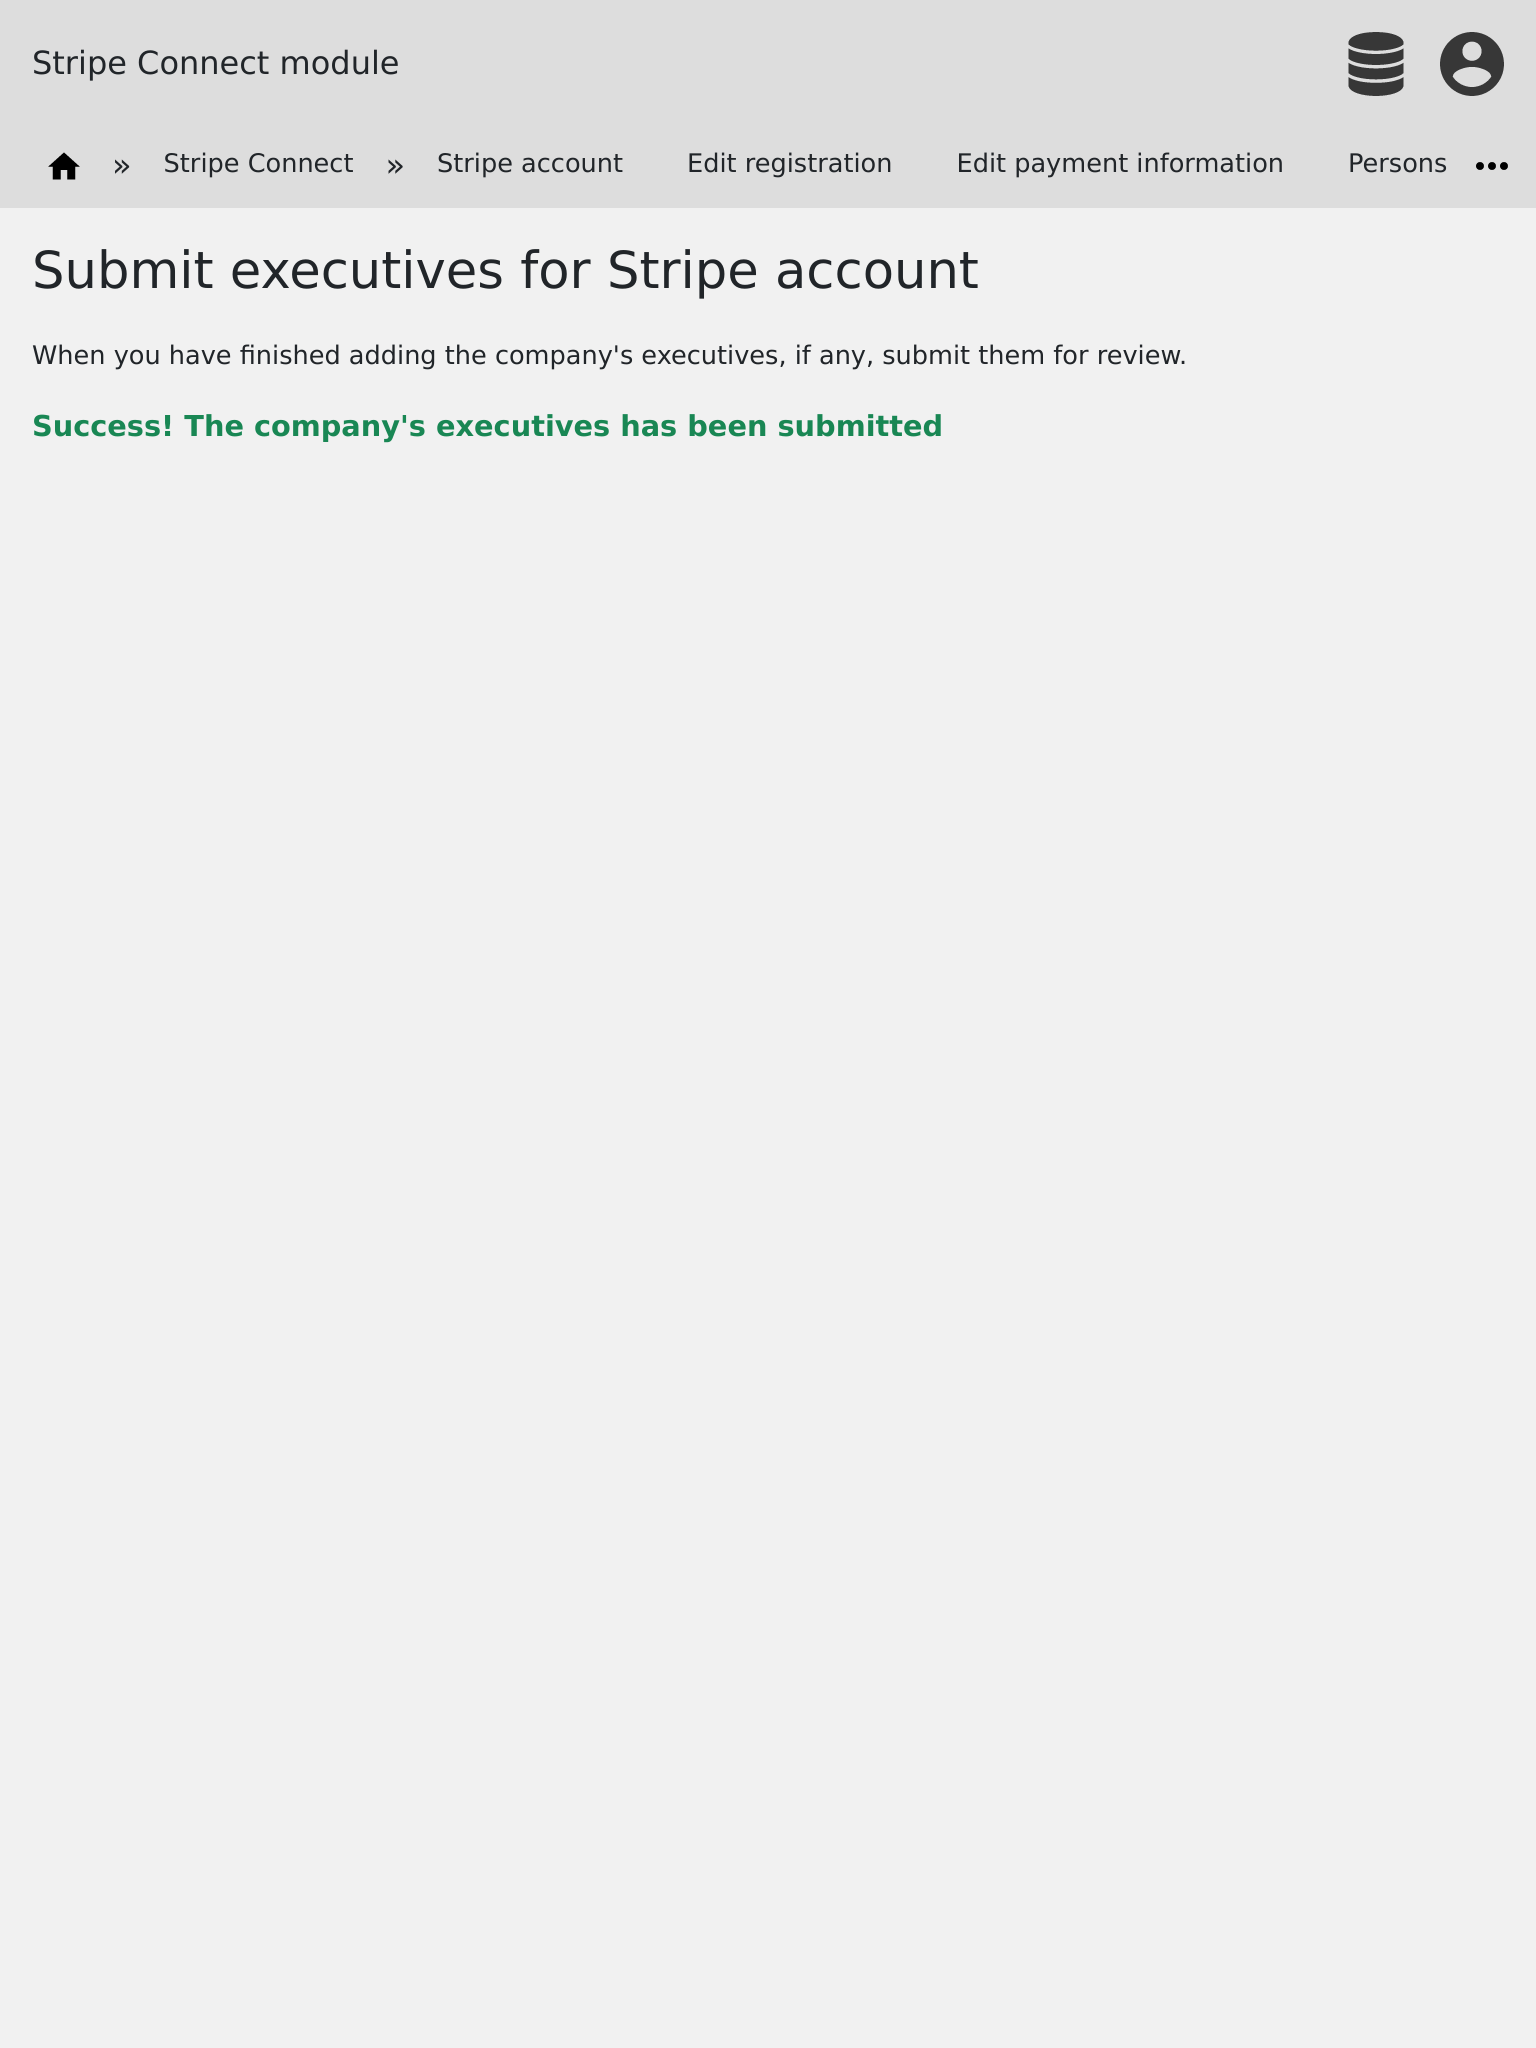 Stripe Connect module
» Stripe Connect » Stripe account Edit registration Edit payment information Persons
Submit executives for Stripe account
When you have finished adding the company's executives, if any, submit them for review.
Success! The company's executives has been submitted